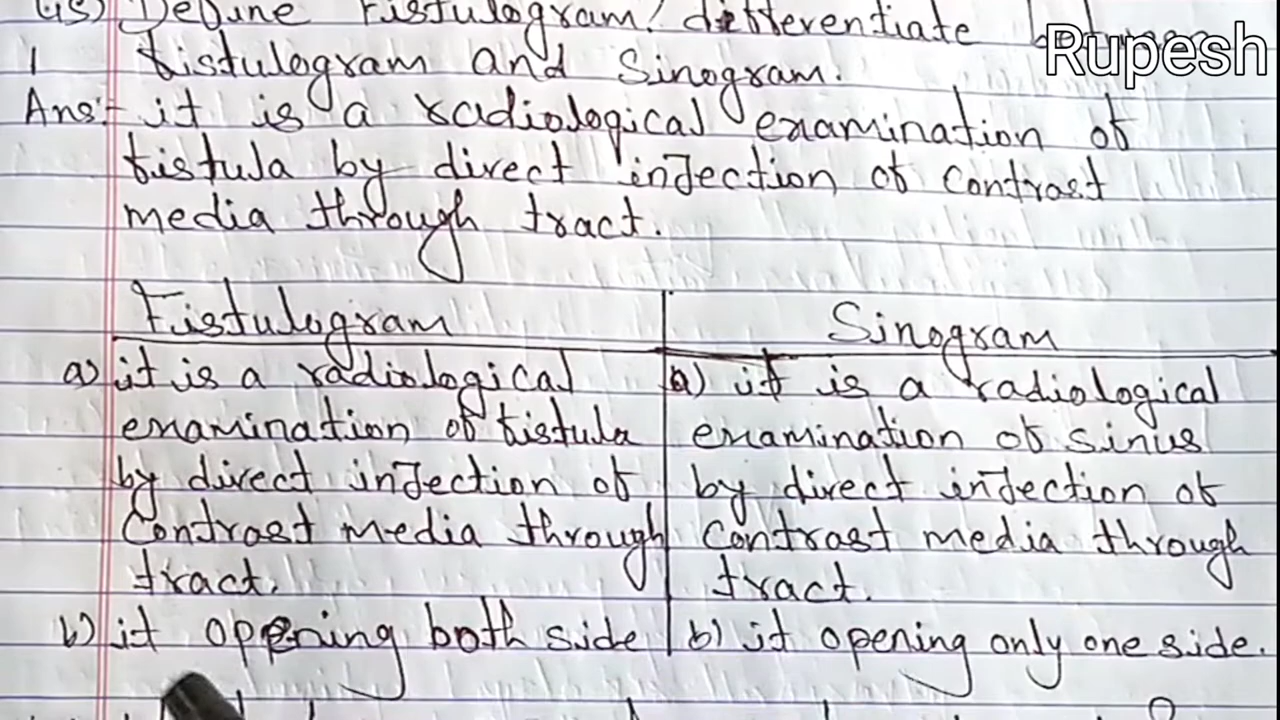 45) Define Fistulogram? differentiate between
Rupesh
1 fistulogram and Sinogram.
Ans:- it is a radiological examination of
fistula by direct injection of contrast
media through tract.
Fistulogram | Sinogram
a) it is a radiological | a) it is a radiological
examination of fistula | examination of sinus
by direct injection of | by direct injection of
Contrast media through | Contrast media through
tract. | tract.
b) it opening both side | b) it opening only one side.